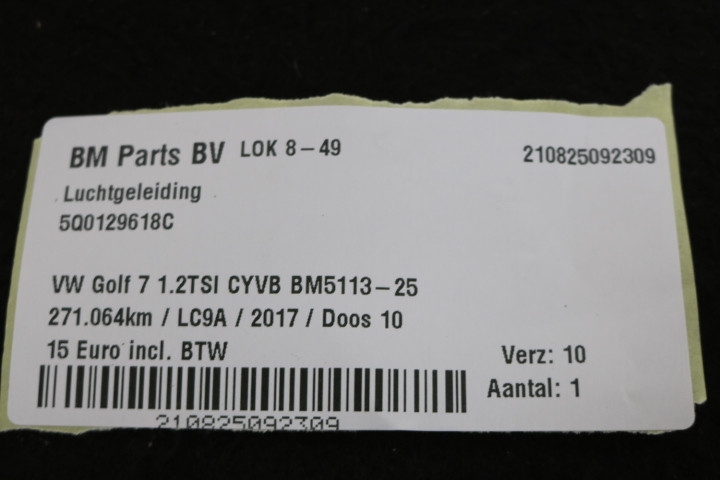 BM Parts BV LOK 8-49 210825092309
Luchtgeleiding
5Q0129618C
VW Golf 7 1.2TSI CYVB BM5113-25
271.064km / LC9A / 2017 / Doos 10
15 Euro incl. BTW Verz: 10
Aantal: 1
210825092309